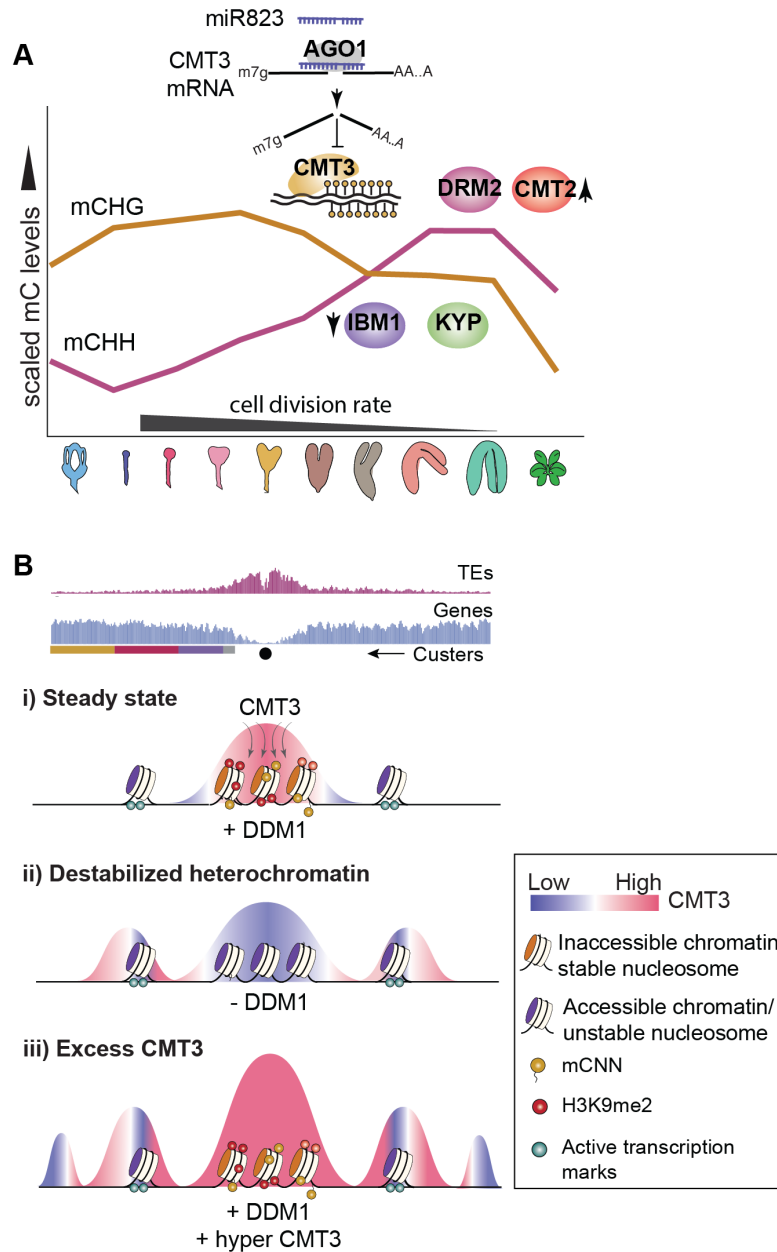 miR823
A
AGO1
CMT3
mRNA
m7g
AA..A
m7g
AA..A
CMT3
DRM2
CMT2
mCHG
scaled mC levels
IBM1
KYP
mCHH
cell division rate
B
TEs
Genes
Custers
i) Steady state
CMT3
+ DDM1
ii) Destabilized heterochromatin
- DDM1
iii) Excess CMT3
+ DDM1
+ hyper CMT3
Low
High
CMT3
Inaccessible chromatin
stable nucleosome
Accessible chromatin/
unstable nucleosome
mCNN
H3K9me2
Active transcription
marks